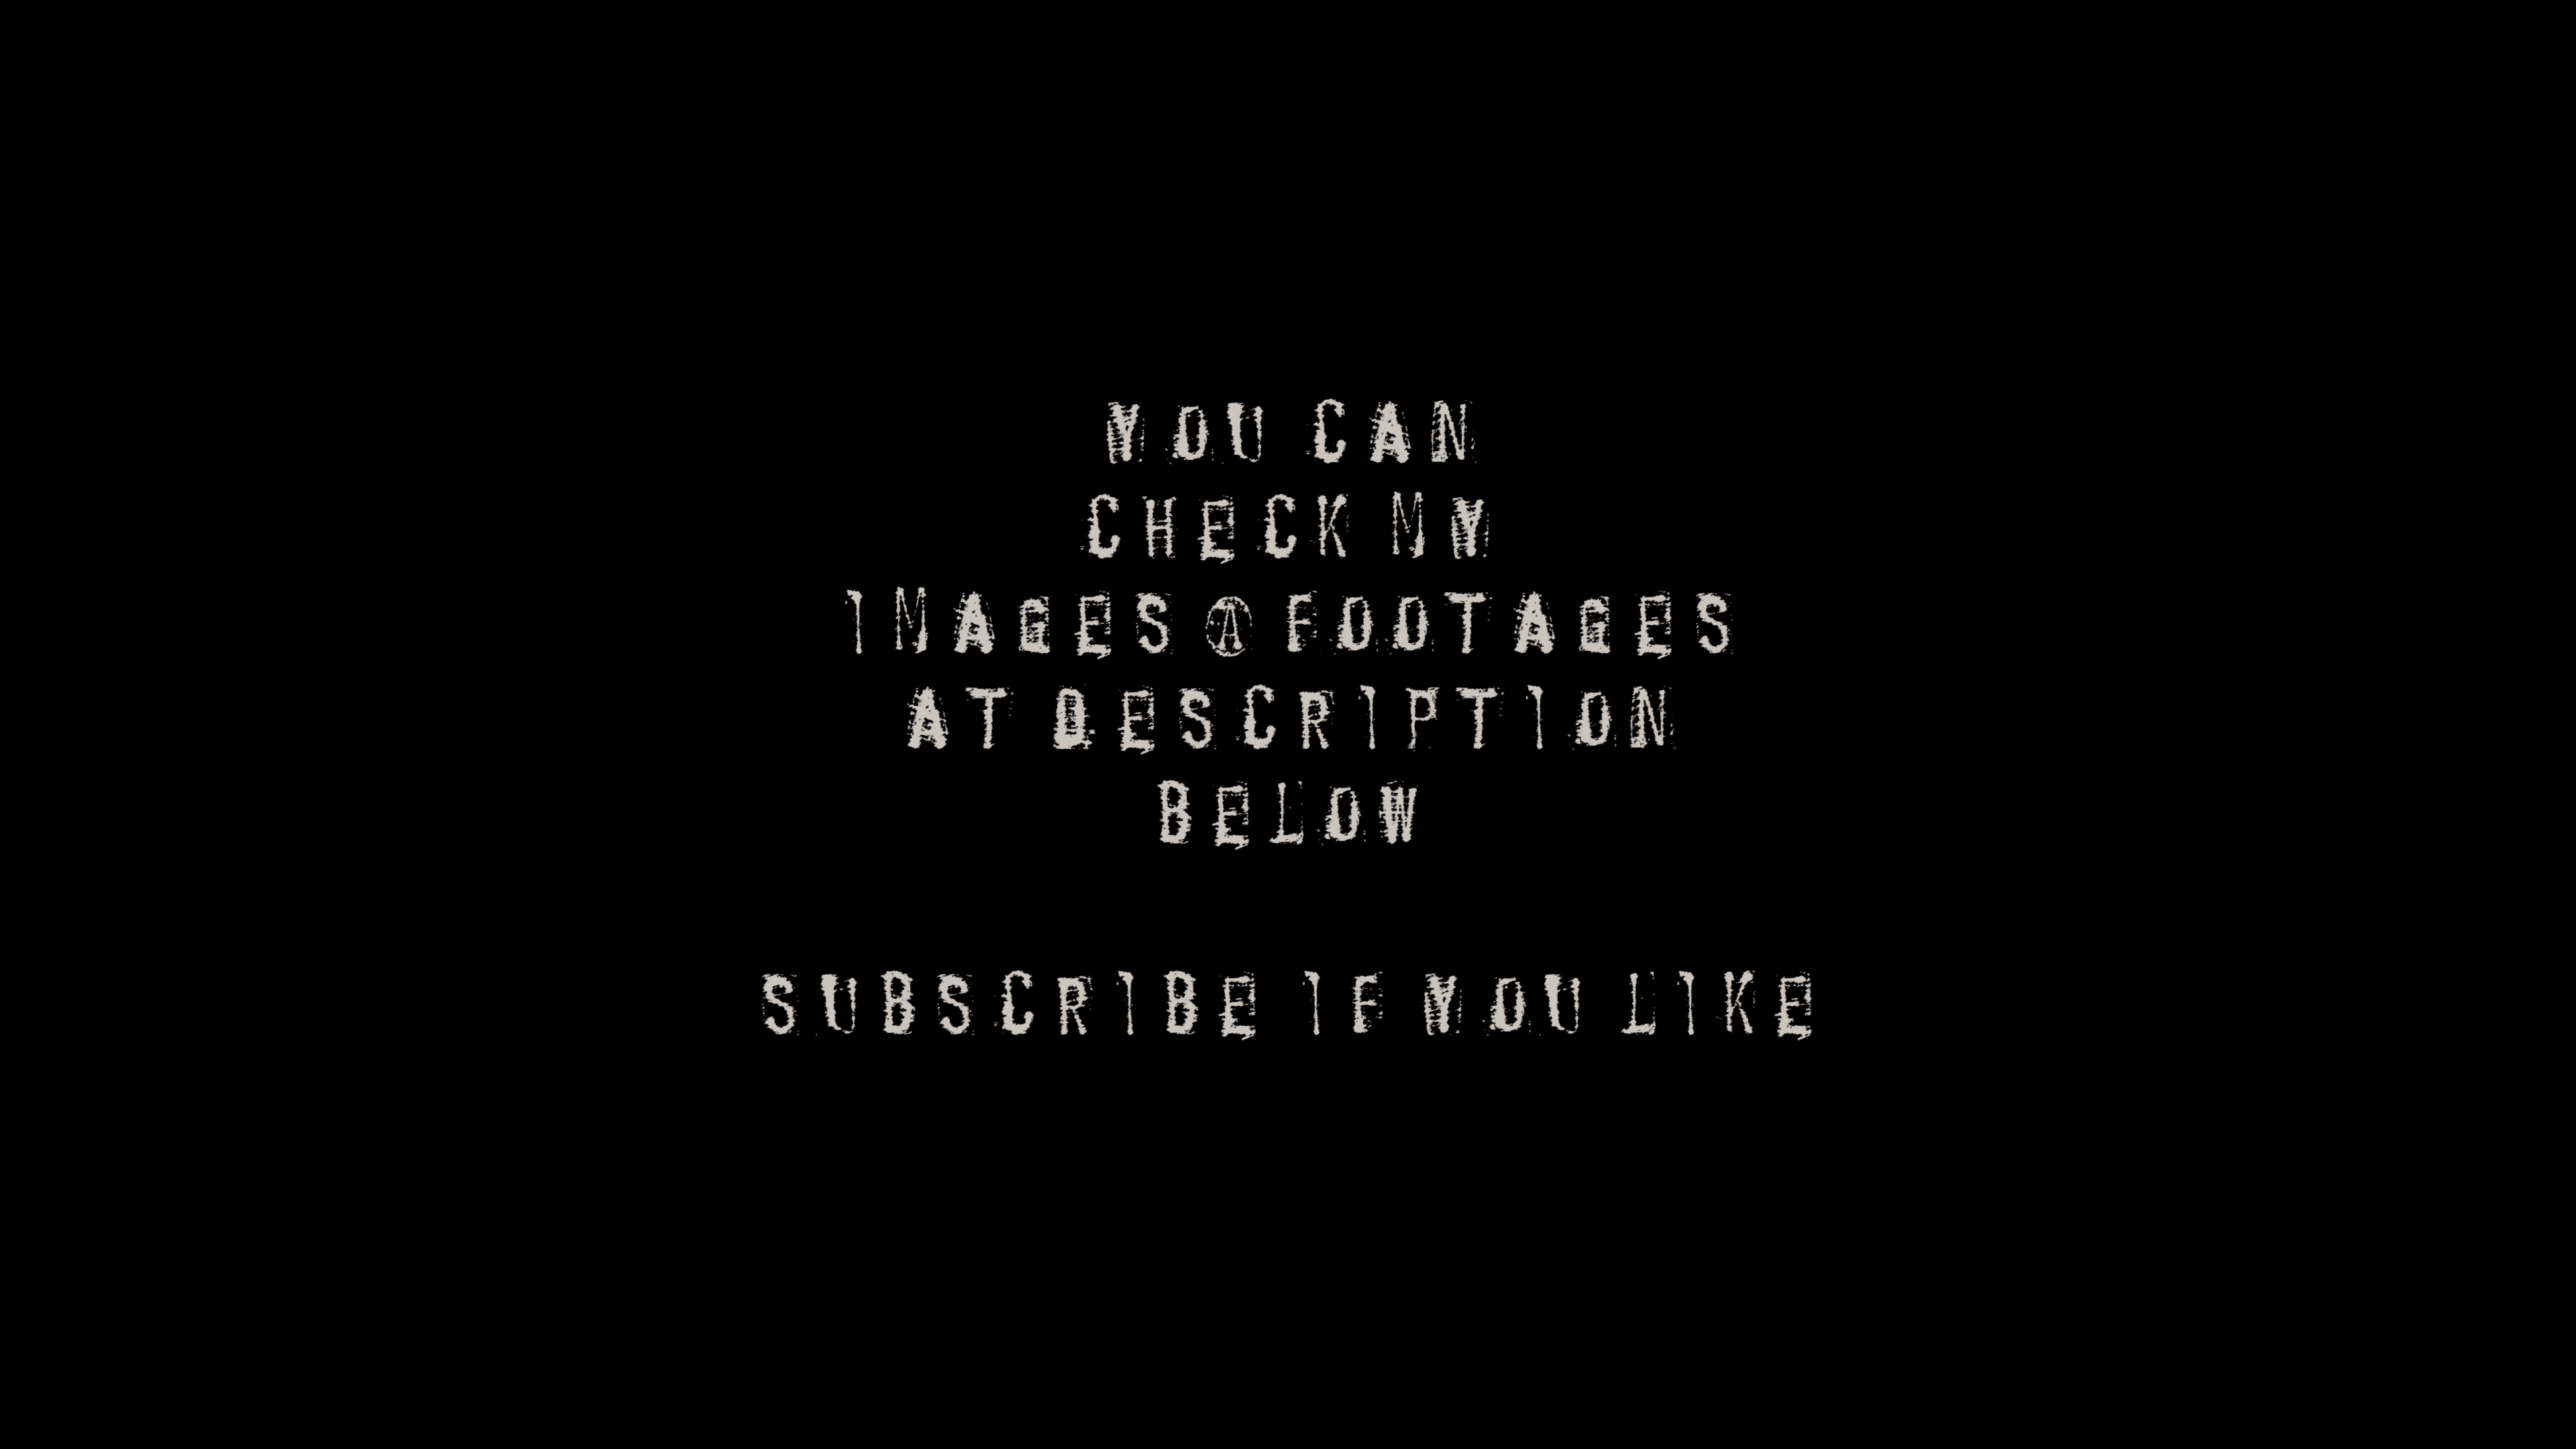 YOU CAN
CHECK MY
IMAGES @ FOOTAGES
AT DESCRIPTION
BELOW
SUBSCRIBE IF YOU LIKE